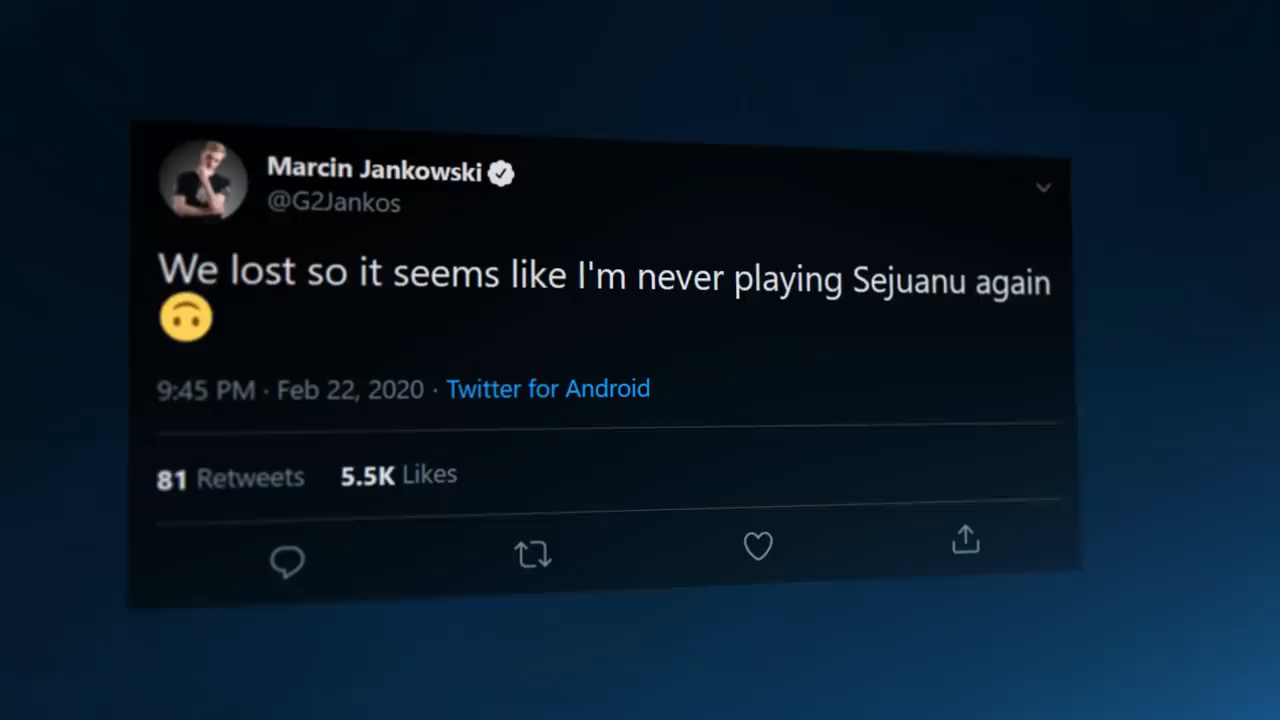 Marcin Jankowski
@G2Jankos
We lost so it seems like I'm never playing Sejuanu again
🙃
9:45 PM · Feb 22, 2020 · Twitter for Android
81 Retweets 5.5K Likes